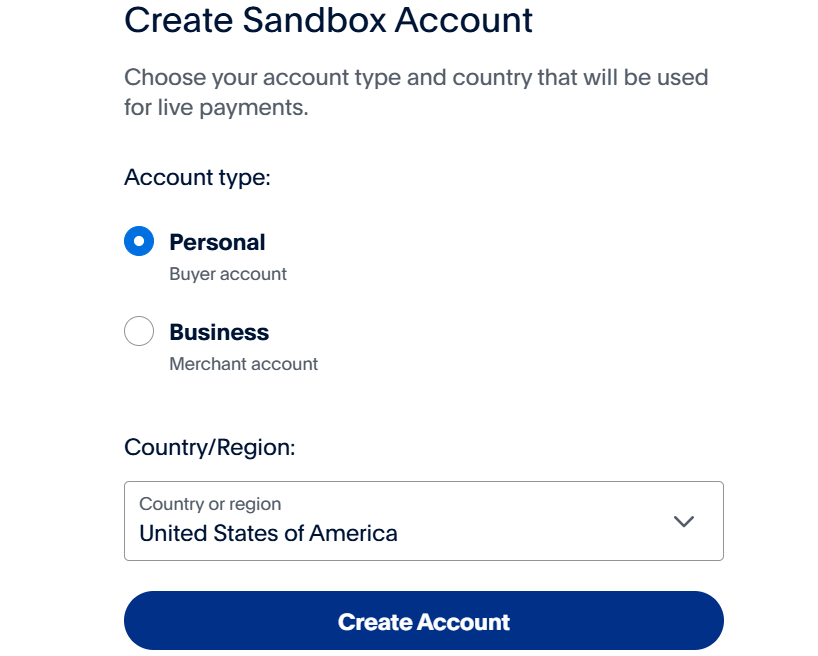 Create Sandbox Account
Choose your account type and country that will be used
for live payments.
Account type:
Personal
Buyer account
Business
Merchant account
Country/Region:
Country or region
United States of America
Create Account